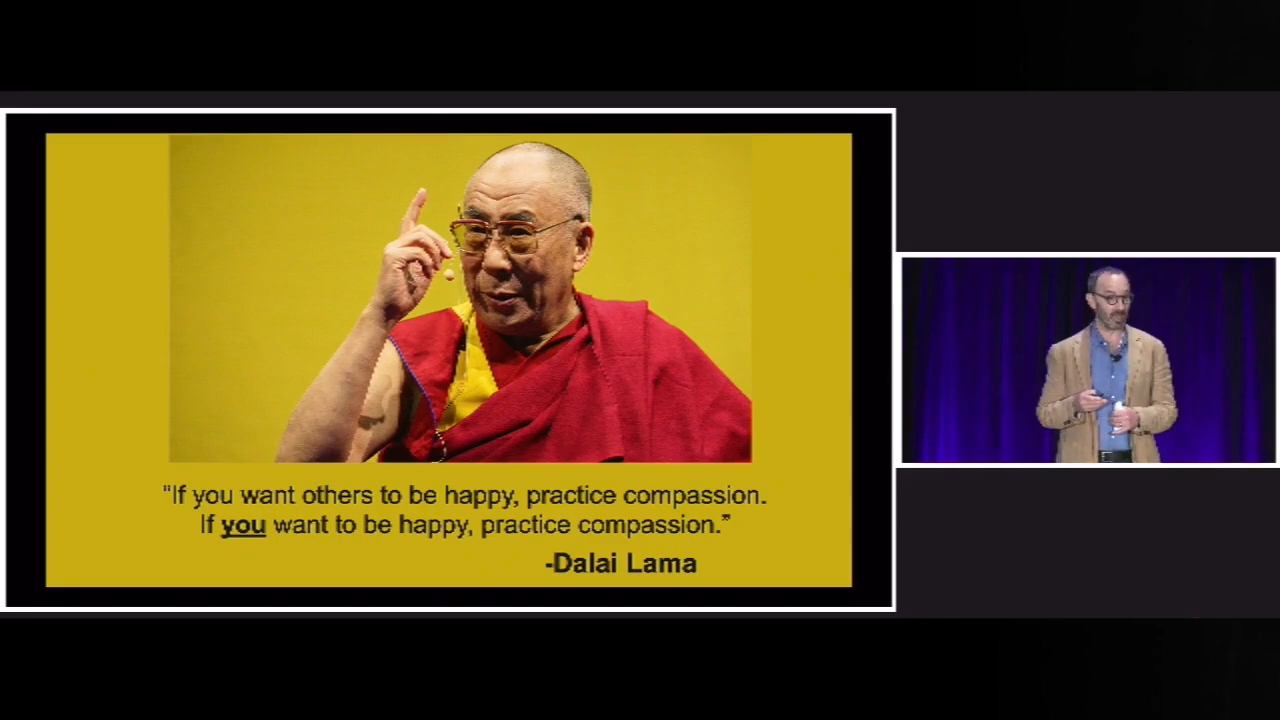 "If you want others to be happy, practice compassion.
If you want to be happy, practice compassion."
-Dalai Lama